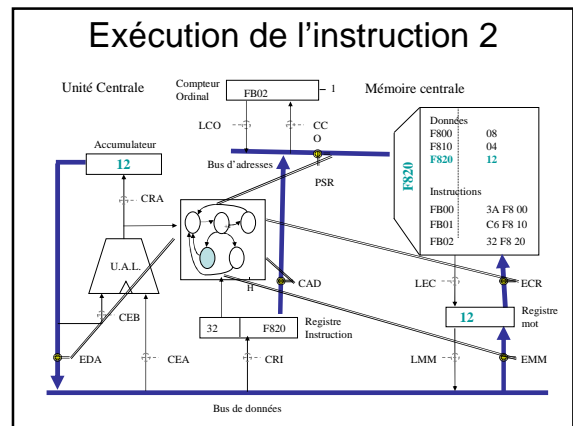 Exécution de l'instruction 2
Unité Centrale
Compteur
Ordinal
FB02
1
Mémoire centrale
LCO
CC
O
Bus d'adresses
PSR
Accumulateur
12
CRA
F820
Données
F800 08
F810 04
F820 12
Instructions
FB00 3A F8 00
FB01 C6 F8 10
FB02 32 F8 20
U.A.L.
H
CAD
LEC
ECR
CEB
32 F820
Registre
Instruction
12
Registre
mot
EDA
CEA
CRI
LMM
EMM
Bus de données